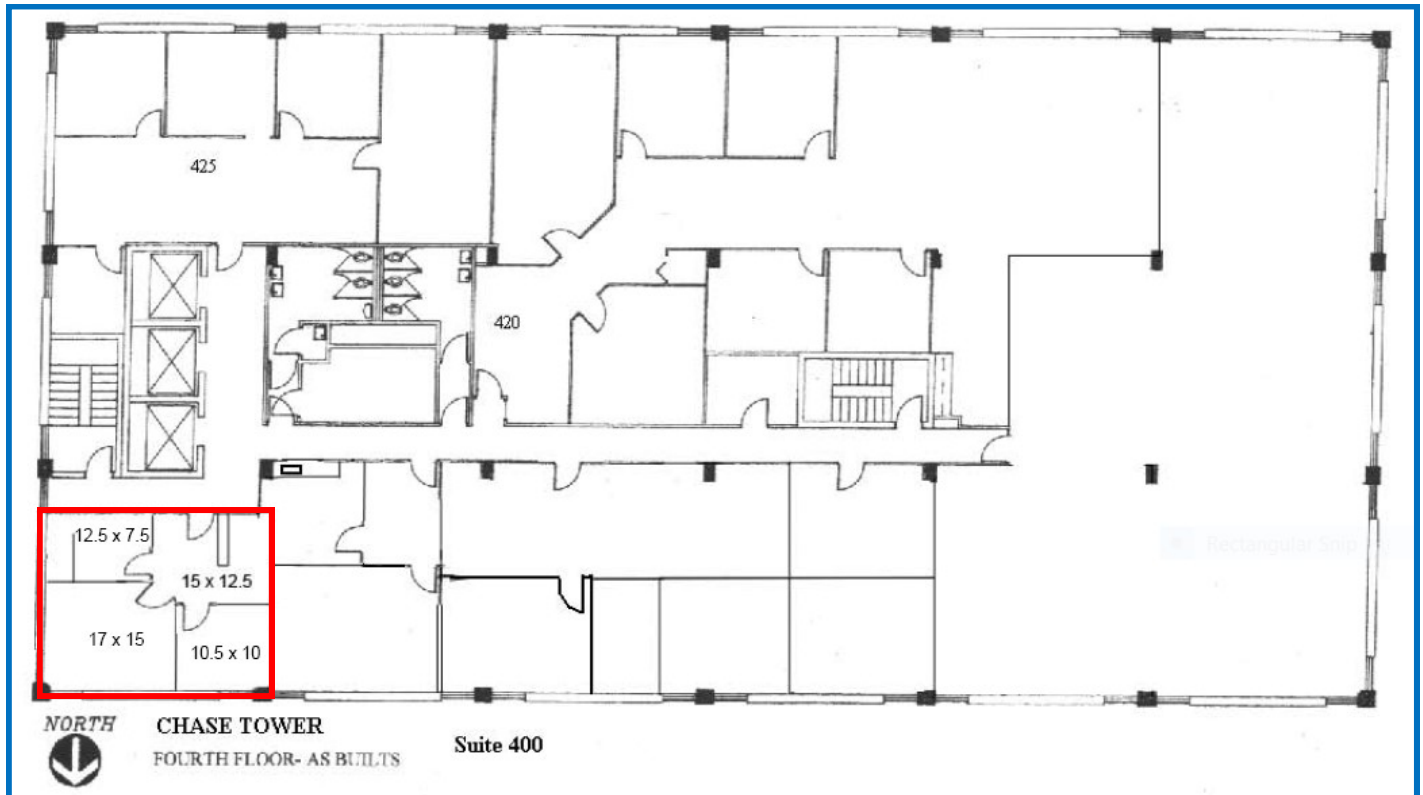 425
420
12.5 x 7.5
15 x 12.5
17 x 15
10.5 x 10
Rectangular Snip
NORTH
CHASE TOWER
FOURTH FLOOR- AS BUILTS
Suite 400